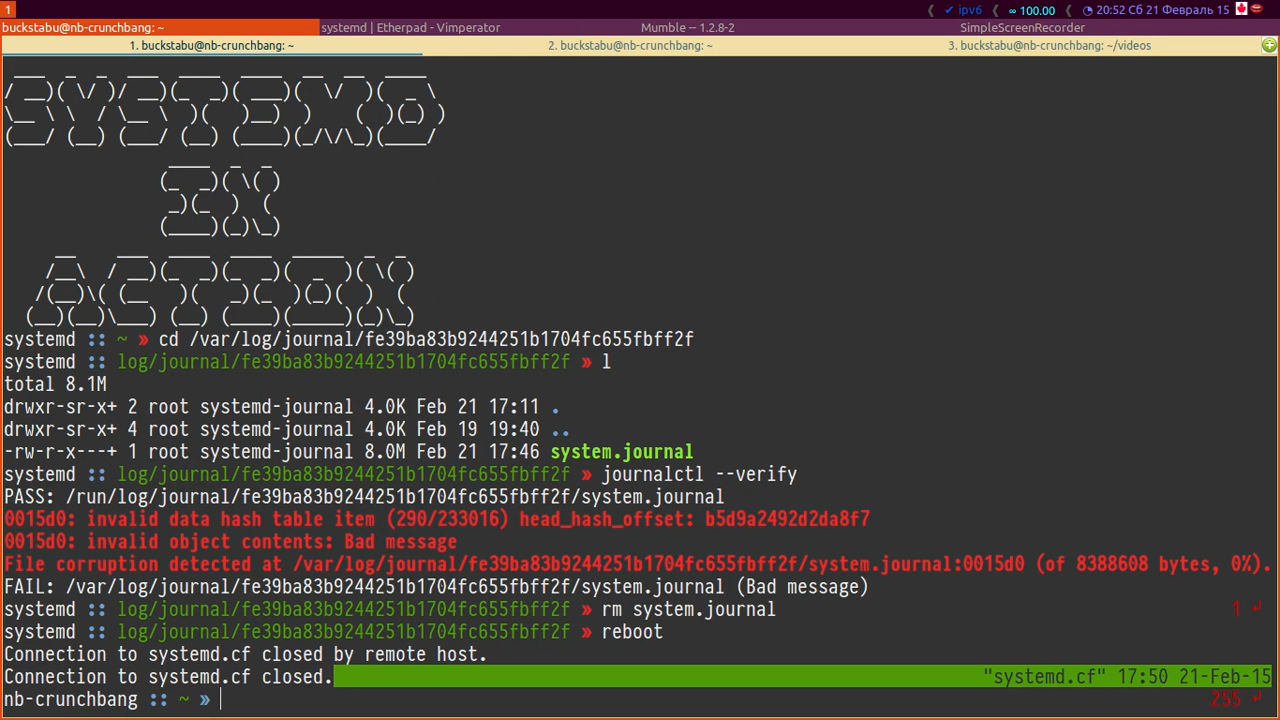 1
✔ ipv6 ∞ 100.00 20:52 Сб 21 Февраль 15
buckstabu@nb-crunchbang: ~ systemd | Etherpad - Vimperator Mumble -- 1.2.8-2 SimpleScreenRecorder
1. buckstabu@nb-crunchbang: ~ 2. buckstabu@nb-crunchbang: ~ 3. buckstabu@nb-crunchbang: ~/videos
SYSTEMD
IN
ACTION
systemd :: ~ » cd /var/log/journal/fe39ba83b9244251b1704fc655fbff2f
systemd :: log/journal/fe39ba83b9244251b1704fc655fbff2f » l
total 8.1M
drwxr-sr-x+ 2 root systemd-journal 4.0K Feb 21 17:11 .
drwxr-sr-x+ 4 root systemd-journal 4.0K Feb 19 19:40 ..
-rw-r-x---+ 1 root systemd-journal 8.0M Feb 21 17:46 system.journal
systemd :: log/journal/fe39ba83b9244251b1704fc655fbff2f » journalctl --verify
PASS: /run/log/journal/fe39ba83b9244251b1704fc655fbff2f/system.journal
0015d0: invalid data hash table item (290/233016) head_hash_offset: b5d9a2492d2da8f7
0015d0: invalid object contents: Bad message
File corruption detected at /var/log/journal/fe39ba83b9244251b1704fc655fbff2f/system.journal:0015d0 (of 8388608 bytes, 0%).
FAIL: /var/log/journal/fe39ba83b9244251b1704fc655fbff2f/system.journal (Bad message)
systemd :: log/journal/fe39ba83b9244251b1704fc655fbff2f » rm system.journal 1 ↵
systemd :: log/journal/fe39ba83b9244251b1704fc655fbff2f » reboot
Connection to systemd.cf closed by remote host.
Connection to systemd.cf closed. "systemd.cf" 17:50 21-Feb-15
nb-crunchbang :: ~ » 255 ↵